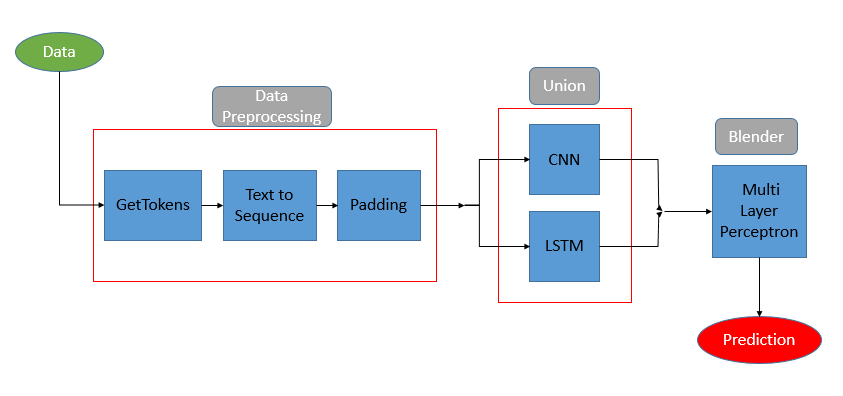 Data
Data
Preprocessing
GetTokens
Text to
Sequence
Padding
Union
CNN
LSTM
Blender
Multi
Layer
Perceptron
Prediction